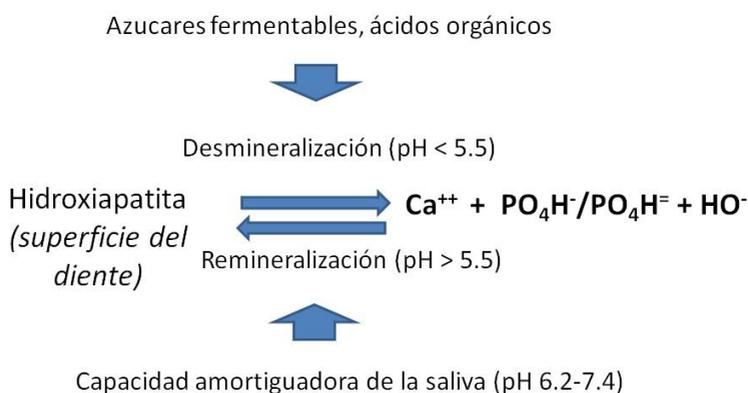 Azucares fermentables, ácidos orgánicos
Desmineralización (pH < 5.5)
Hidroxiapatita
(superficie del
diente)
Ca⁺⁺ + PO₄H⁻/PO₄H⁼ + HO⁻
Remineralización (pH > 5.5)
Capacidad amortiguadora de la saliva (pH 6.2-7.4)